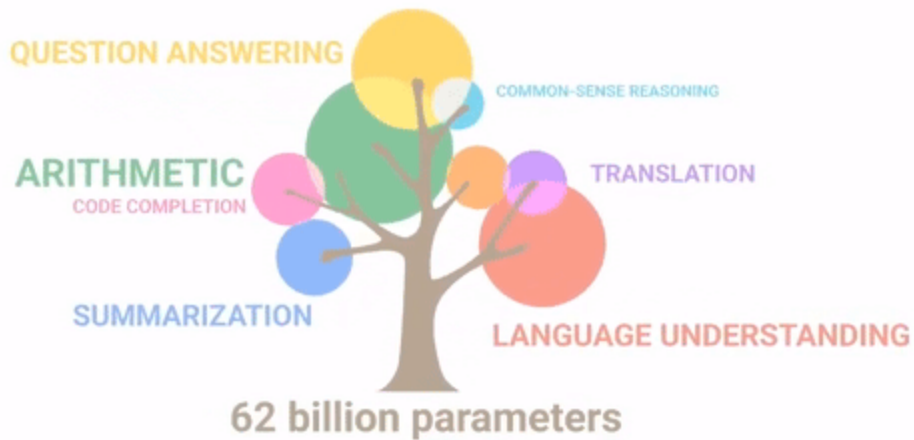 QUESTION ANSWERING
COMMON-SENSE REASONING
ARITHMETIC
TRANSLATION
CODE COMPLETION
SUMMARIZATION
LANGUAGE UNDERSTANDING
62 billion parameters